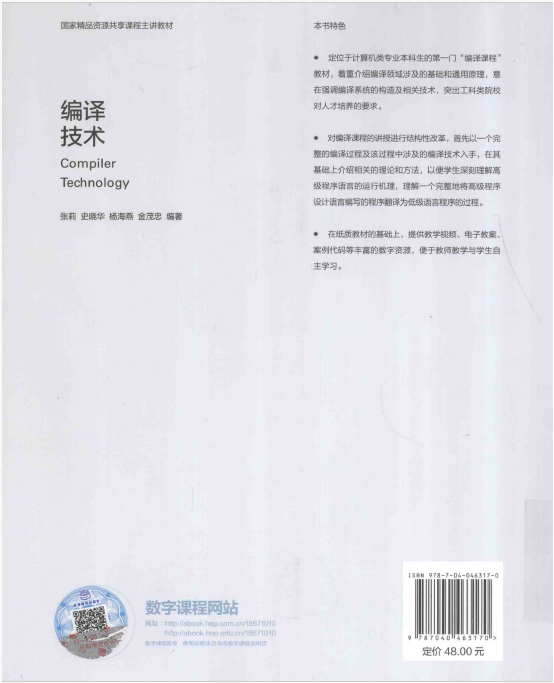 国家精品资源共享课程主讲教材
编译
技术
Compiler
Technology
张莉 史晓华 杨海燕 金茂忠 编著
本书特色
● 定位于计算机类专业本科生的第一门“编译课程”
教材，着重介绍编译领域涉及的基础和通用原理，意
在强调编译系统的构造及相关技术，突出工科类院校
对人才培养的要求。
● 对编译课程的讲授进行结构性改革，首先以一个完
整的编译过程及该过程中涉及的编译技术入手，在其
基础上介绍相关的理论和方法，以便学生深刻理解高
级程序语言的运行机理，理解一个完整地将高级程序
设计语言编写的程序翻译为低级语言程序的过程。
● 在纸质教材的基础上，提供教学视频、电子教案、
案例代码等丰富的数字资源，便于教师教学与学生自
主学习。
数字课程网站
网址：http://abook.hep.com.cn/18671010
http://abook.hep.edu.cn/18671010
数字课程账号
ISBN 978-7-04-046317-0
9 787040 463170 >
定价 48.00 元